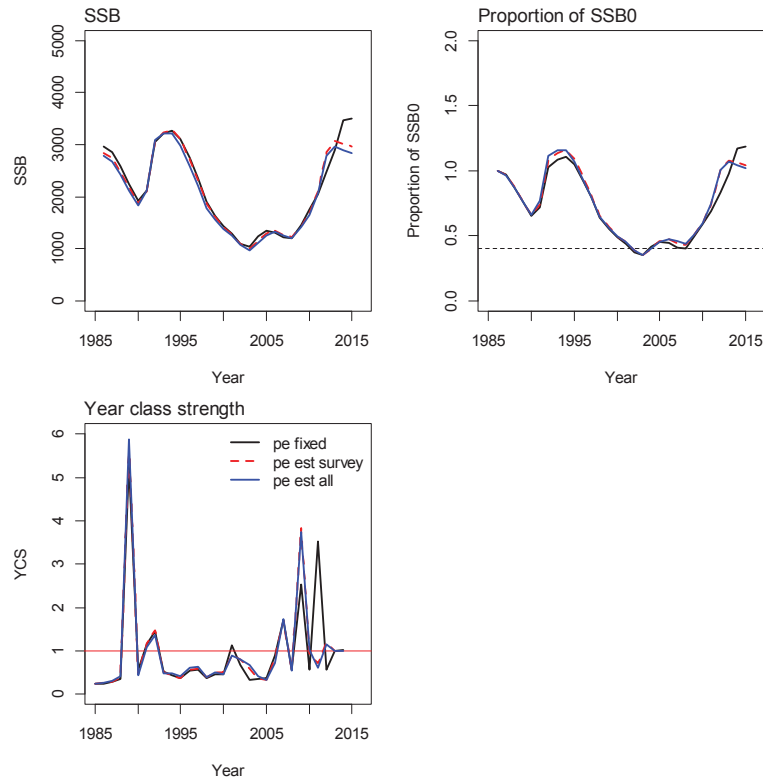 SSB
SSB
5000
4000
3000
2000
1000
0
1985 1995 2005 2015
Year
Proportion of SSB0
Proportion of SSB0
2.0
1.5
1.0
0.5
0.0
1985 1995 2005 2015
Year
Year class strength
YCS
6
5
4
3
2
1
0
pe fixed
pe est survey
pe est all
1985 1995 2005 2015
Year